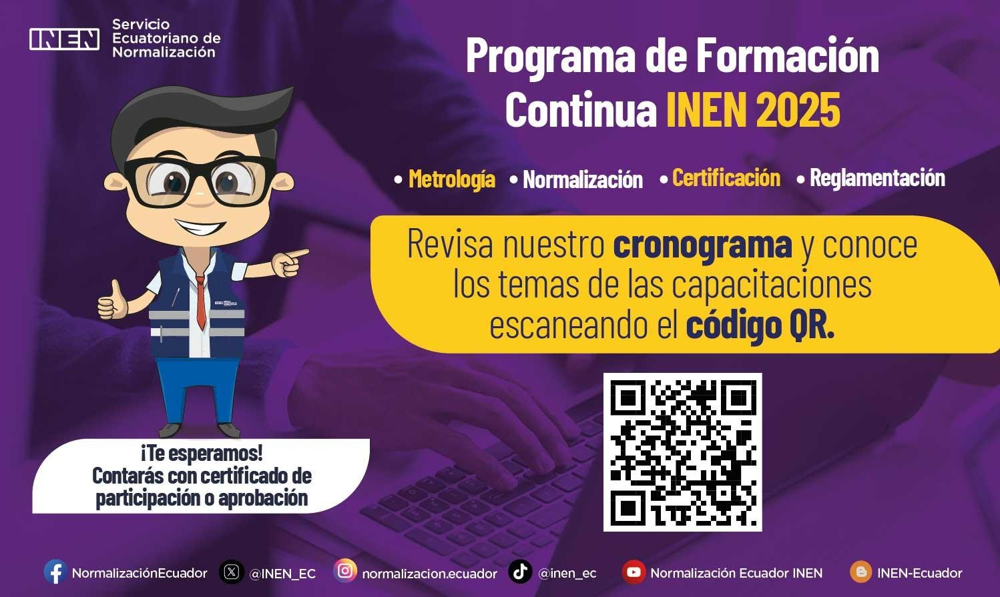 INEN
Servicio
Ecuatoriano de
Normalización
Programa de Formación
Continua INEN 2025
• Metrología • Normalización • Certificación • Reglamentación
Revisa nuestro cronograma y conoce
los temas de las capacitaciones
escaneando el código QR.
¡Te esperamos!
Contarás con certificado de
participación o aprobación
NormalizaciónEcuador @INEN_EC normalizacion.ecuador @inen_ec Normalización Ecuador INEN INEN-Ecuador